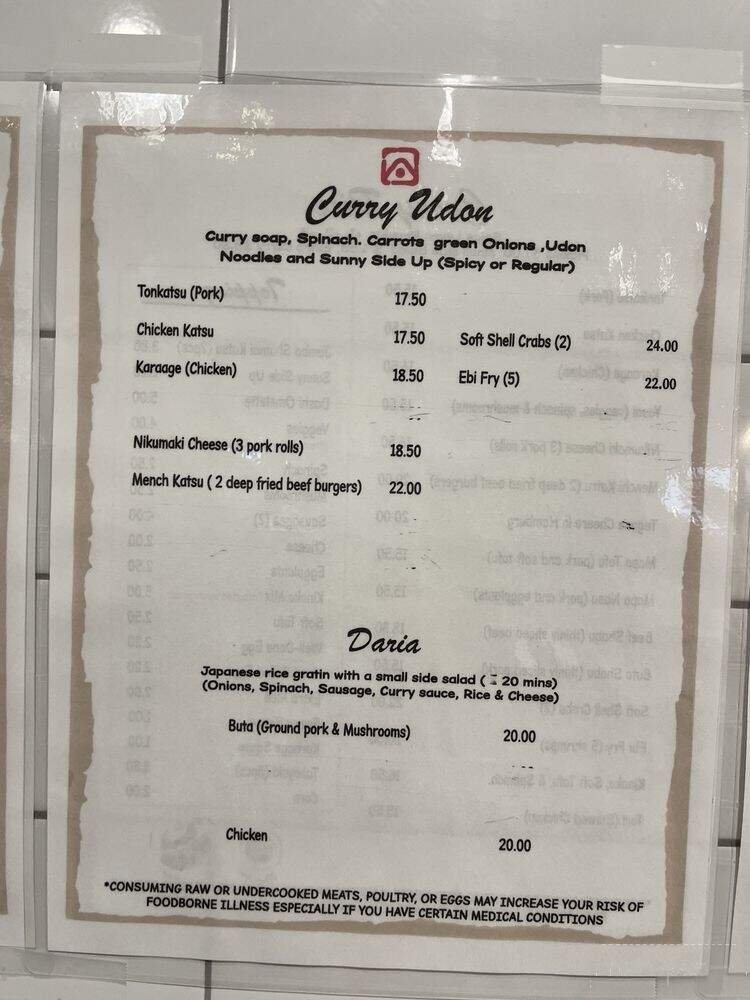 Curry Udon
Curry soap, Spinach. Carrots green Onions ,Udon
Noodles and Sunny Side Up (Spicy or Regular)
Tonkatsu (Pork) 17.50
Chicken Katsu 17.50 Soft Shell Crabs (2) 24.00
Karaage (Chicken) 18.50 Ebi Fry (5) 22.00
Nikumaki Cheese (3 pork rolls) 18.50
Mench Katsu ( 2 deep fried beef burgers) 22.00
Daria
Japanese rice gratin with a small side salad ( 20 mins)
(Onions, Spinach, Sausage, Curry sauce, Rice & Cheese)
Buta (Ground pork & Mushrooms) 20.00
Chicken 20.00
*CONSUMING RAW OR UNDERCOOKED MEATS, POULTRY, OR EGGS MAY INCREASE YOUR RISK OF
FOODBORNE ILLNESS ESPECIALLY IF YOU HAVE CERTAIN MEDICAL CONDITIONS